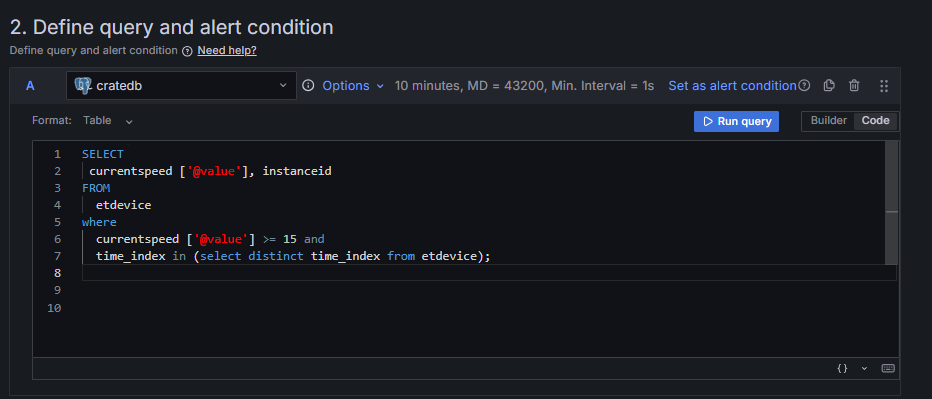 2. Define query and alert condition
Define query and alert condition Need help?
A cratedb Options 10 minutes, MD = 43200, Min. Interval = 1s Set as alert condition
Format: Table Run query Builder Code
1 SELECT
2 currentspeed ['@value'], instanceid
3 FROM
4 etdevice
5 where
6 currentspeed ['@value'] >= 15 and
7 time_index in (select distinct time_index from etdevice);
8
9
10
{}